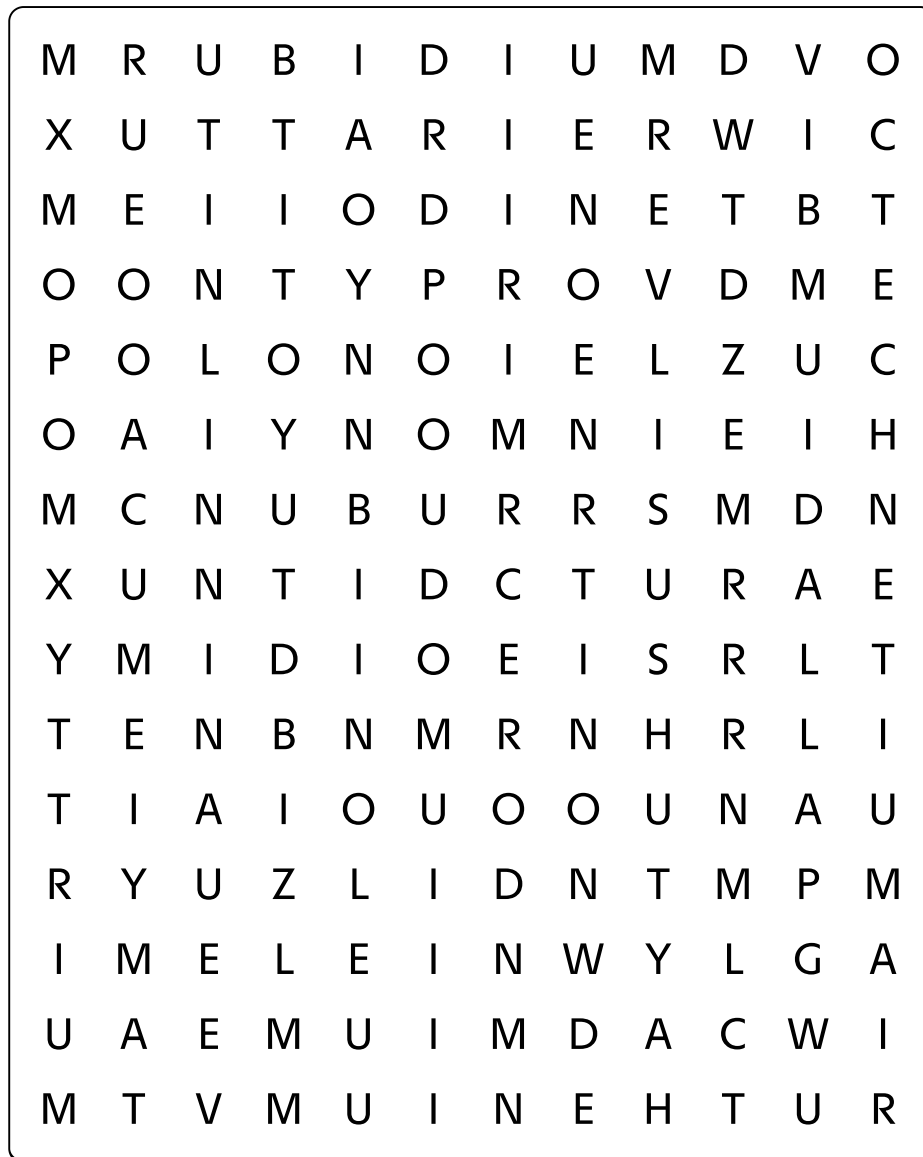 M R U B I D I U M D V O
X U T T A R I E R W I C
M E I I O D I N E T B T
O O N T Y P R O V D M E
P O L O N O I E L Z U C
O A I Y N O M N I E I H
M C N U B U R R S M D N
X U N T I D C T U R A E
Y M I D I O E I S R L T
T E N B N M R N H R L I
T I A I O U O O U N A U
R Y U Z L I D N T M P M
I M E L E I N W Y L G A
U A E M U I M D A C W I
M T V M U I N E H T U R